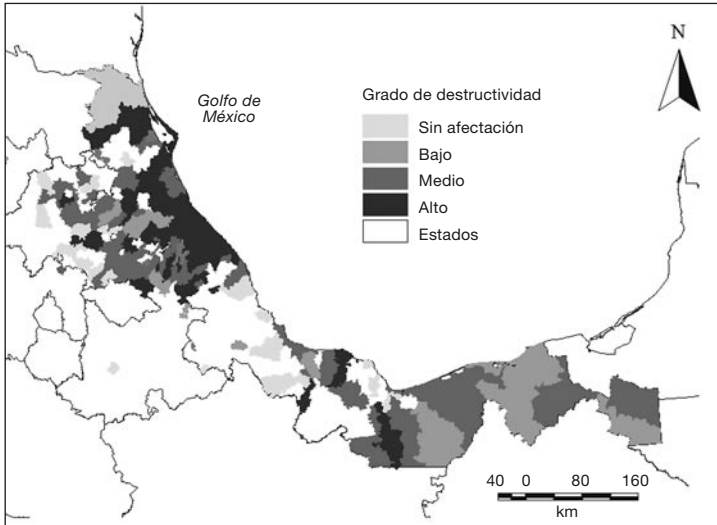 N
Golfo de
México
Grado de destructividad
Sin afectación
Bajo
Medio
Alto
Estados
40 0 80 160
km